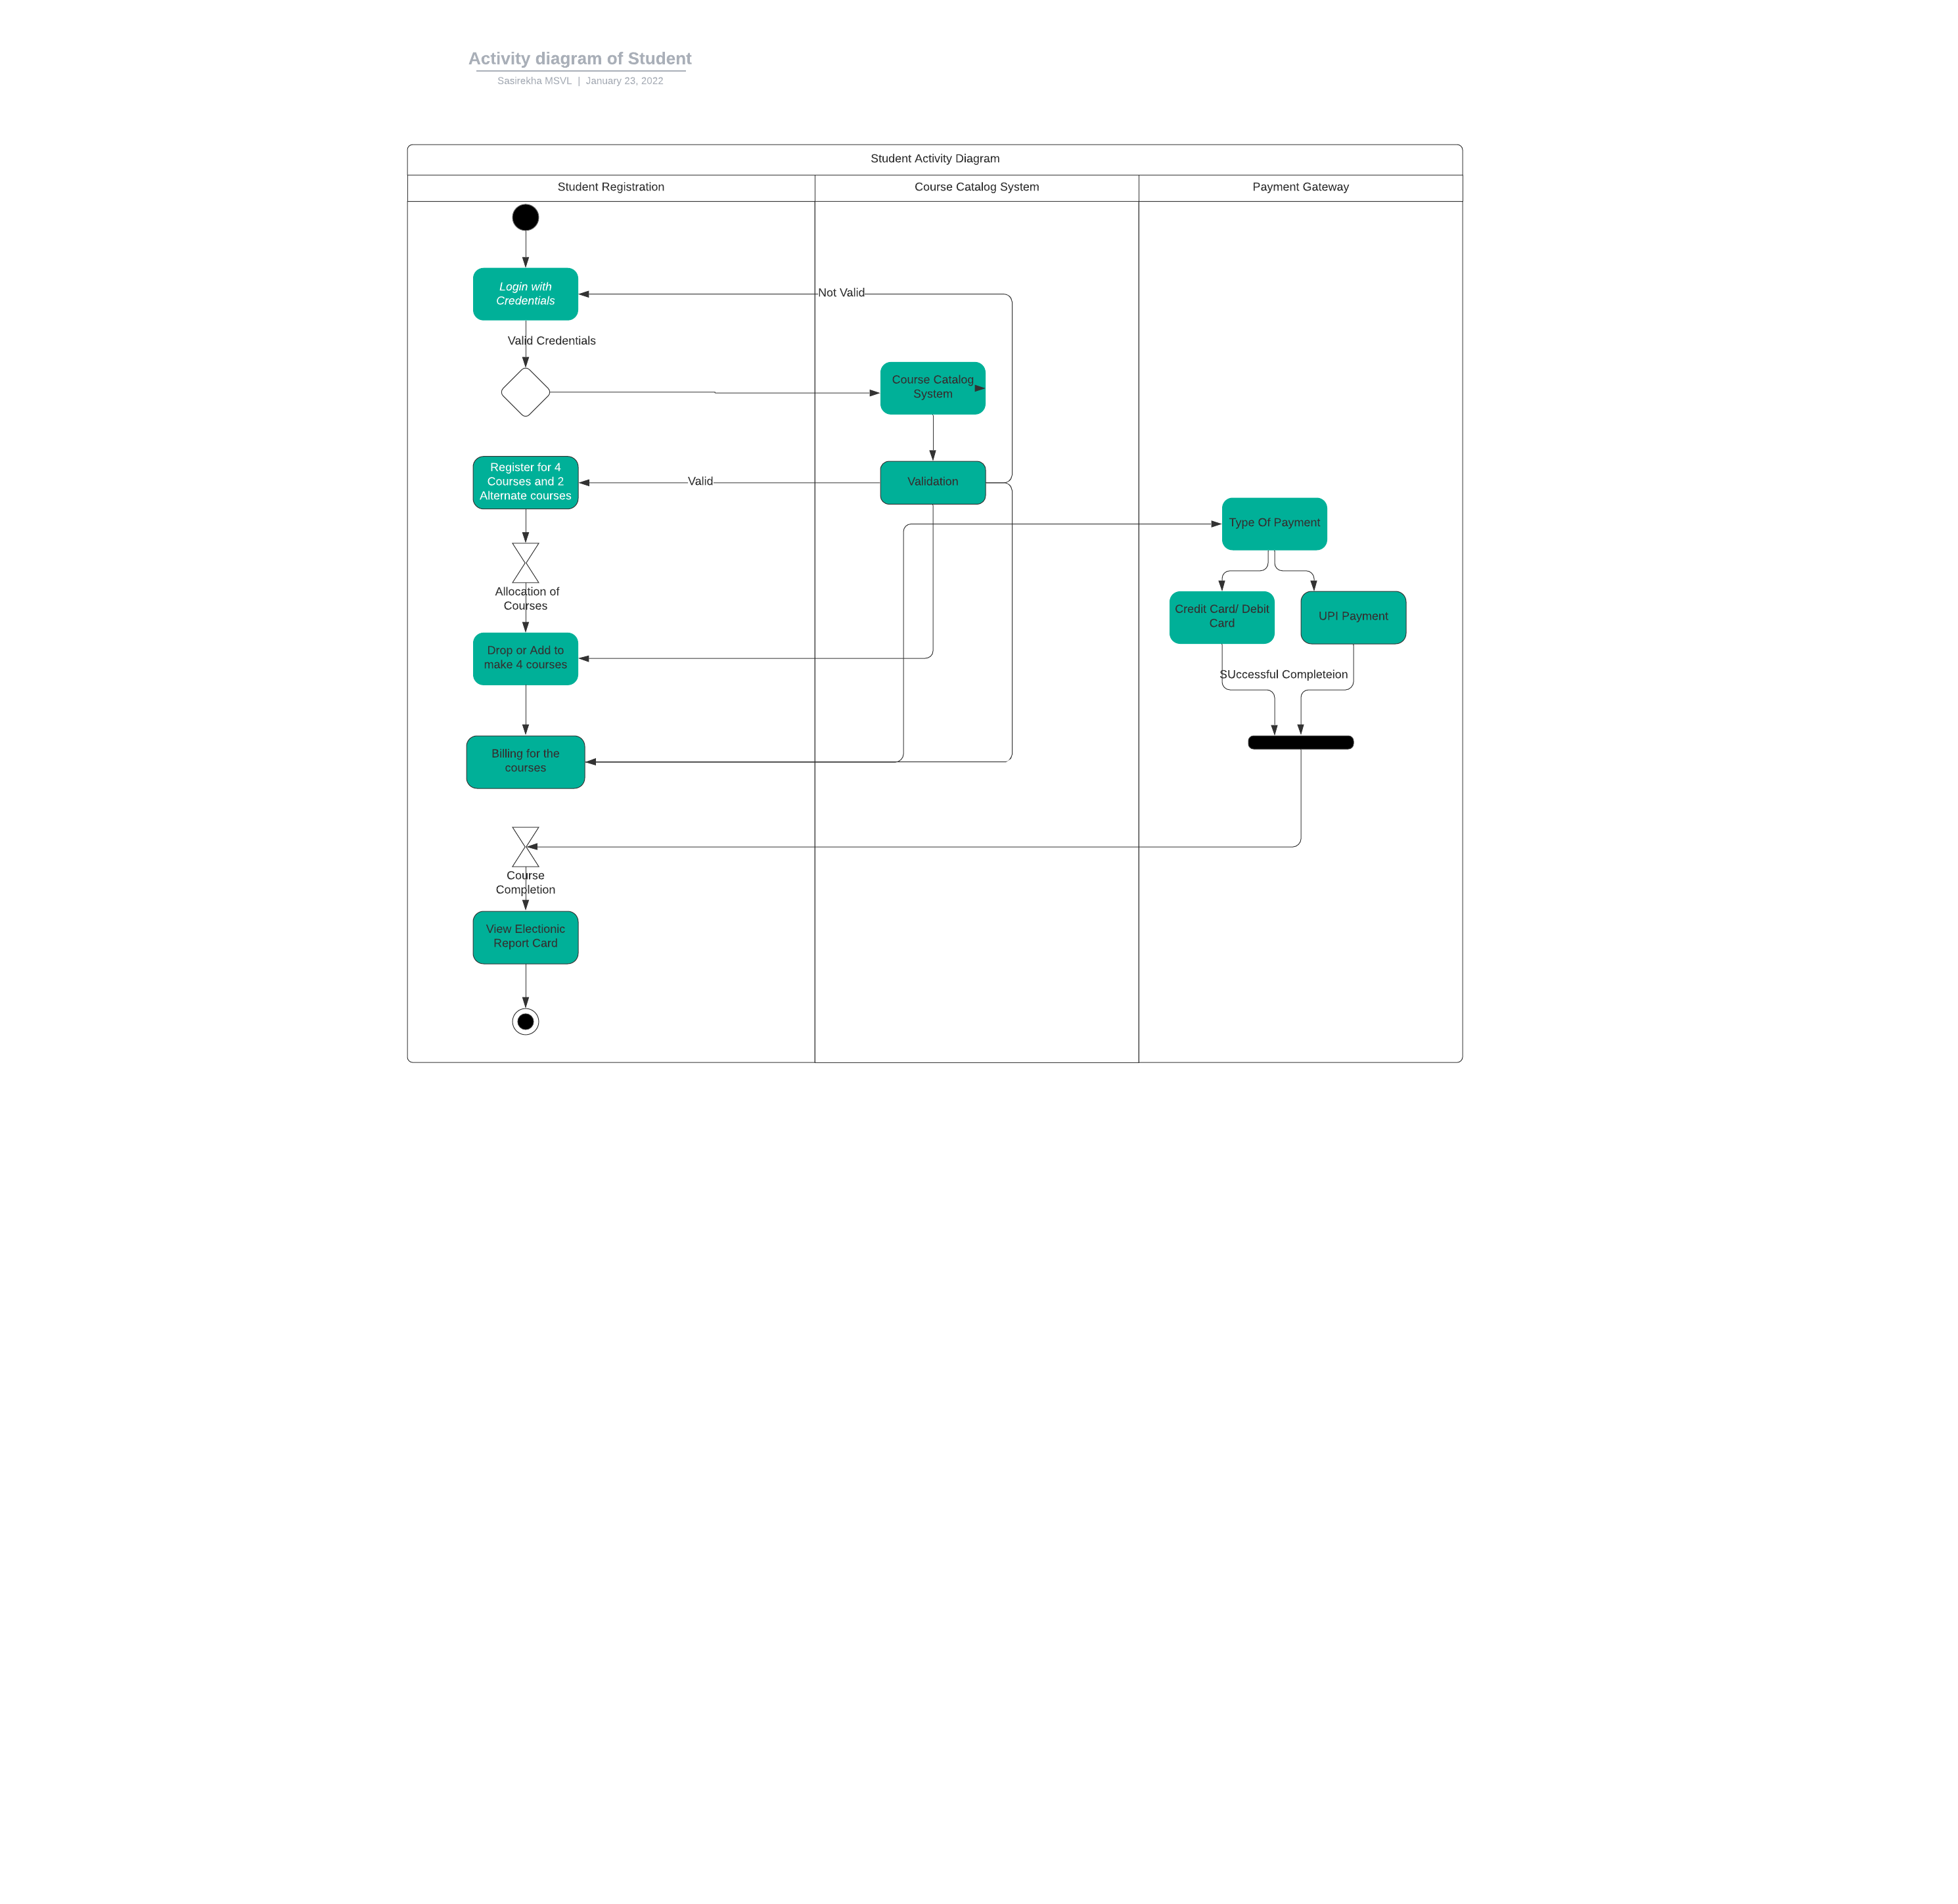 Activity diagram of Student
Sasirekha MSVL | January 23, 2022
Student Activity Diagram
Student Registration
Course Catalog System
Payment Gateway
Login with
Credentials
Not Valid
Valid Credentials
Course Catalog
System
Register for 4
Courses and 2
Alternate courses
Valid
Validation
Type Of Payment
Allocation of
Courses
Credit Card/ Debit
Card
UPI Payment
Drop or Add to
make 4 courses
SUccessful Completeion
Billing for the
courses
Course
Completion
View Electionic
Report Card